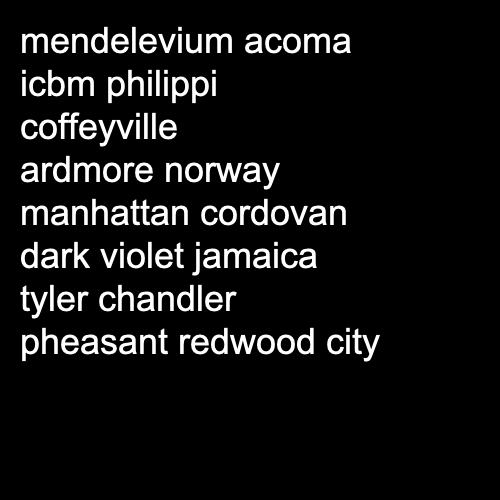 mendelevium acoma
icbm philippi
coffeyville
ardmore norway
manhattan cordovan
dark violet jamaica
tyler chandler
pheasant redwood city